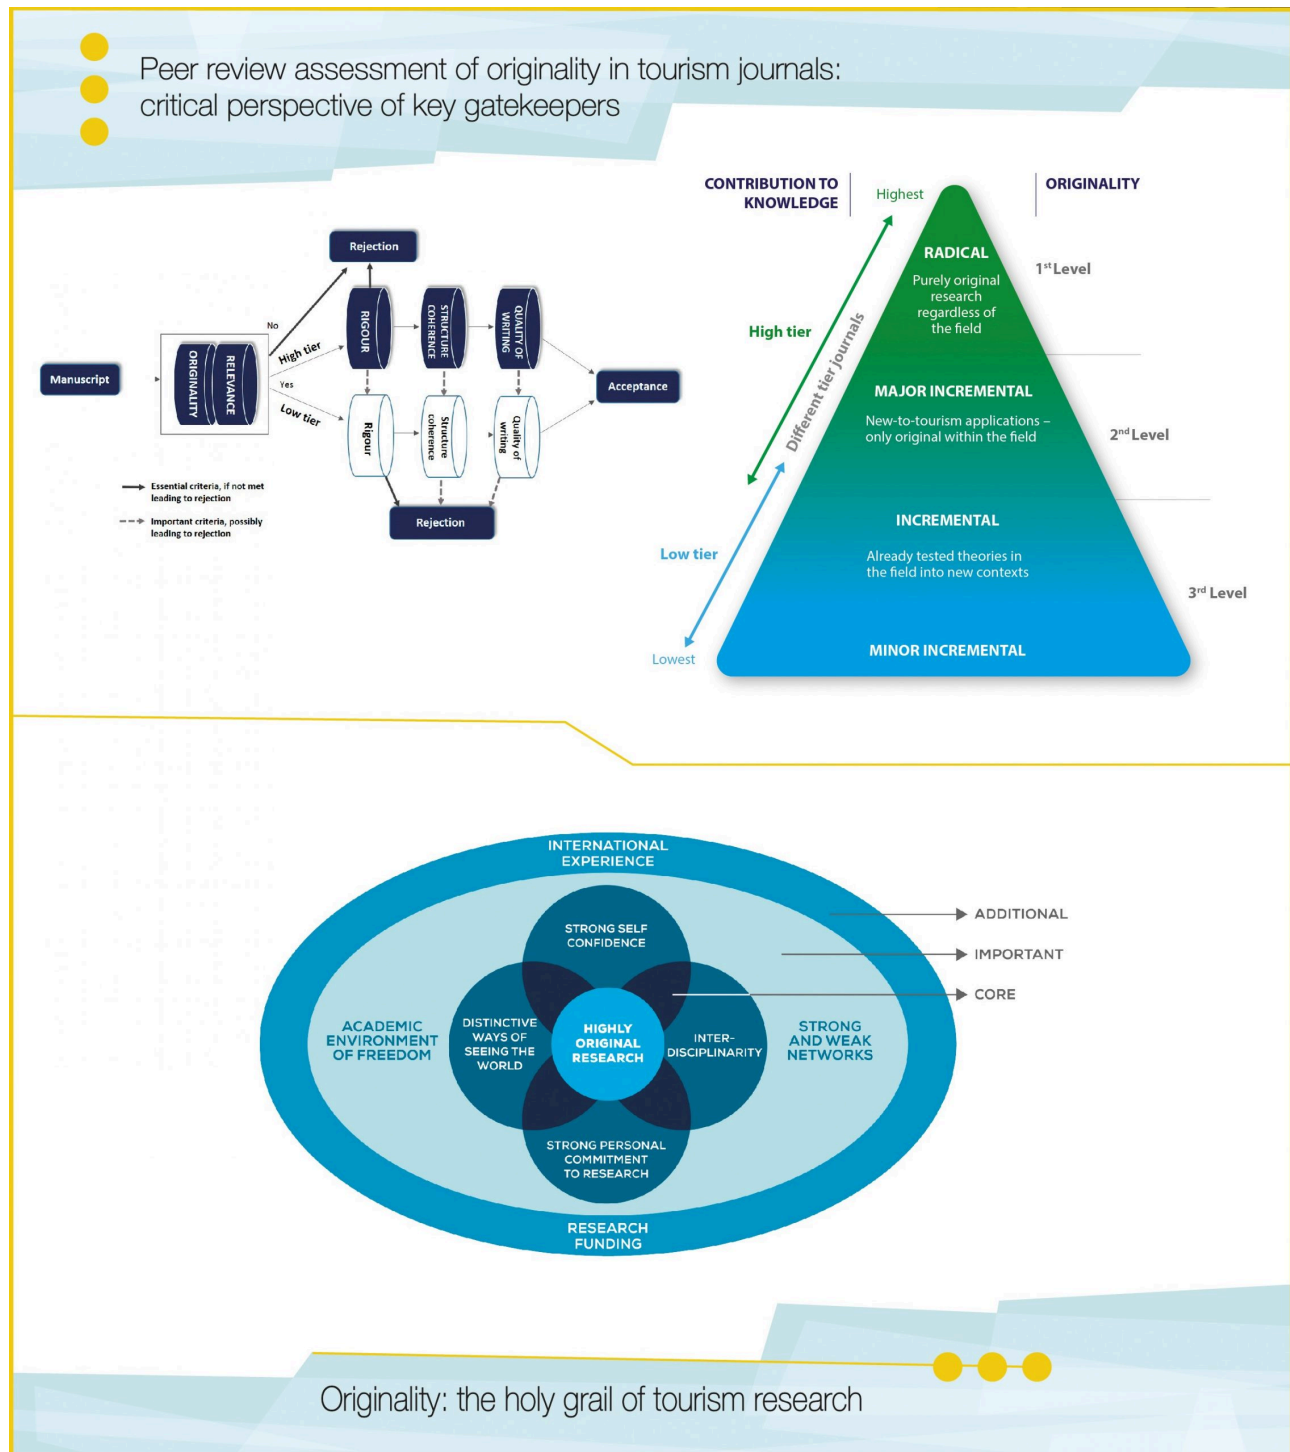 Peer review assessment of originality in tourism journals:
critical perspective of key gatekeepers
Rejection
No
High tier
Yes
Low tier
Manuscript
ORIGINALITY
RELEVANCE
RIGOUR
STRUCTURE
COHERENCE
QUALITY OF
WRITING
Acceptance
Rigour
Structure
coherence
Quality of
writing
Essential criteria, if not met
leading to rejection
Important criteria, possibly
leading to rejection
Rejection
CONTRIBUTION TO
KNOWLEDGE
Highest
ORIGINALITY
High tier
Different tier journals
Low tier
Lowest
RADICAL
Purely original
research
regardless of
the field
1st Level
MAJOR INCREMENTAL
New-to-tourism applications –
only original within the field
2nd Level
INCREMENTAL
Already tested theories in
the field into new contexts
3rd Level
MINOR INCREMENTAL
INTERNATIONAL
EXPERIENCE
STRONG SELF
CONFIDENCE
ADDITIONAL
IMPORTANT
CORE
ACADEMIC
ENVIRONMENT
OF FREEDOM
DISTINCTIVE
WAYS OF
SEEING THE
WORLD
HIGHLY
ORIGINAL
RESEARCH
INTER-
DISCIPLINARITY
STRONG
AND WEAK
NETWORKS
STRONG PERSONAL
COMMITMENT
TO RESEARCH
RESEARCH
FUNDING
Originality: the holy grail of tourism research